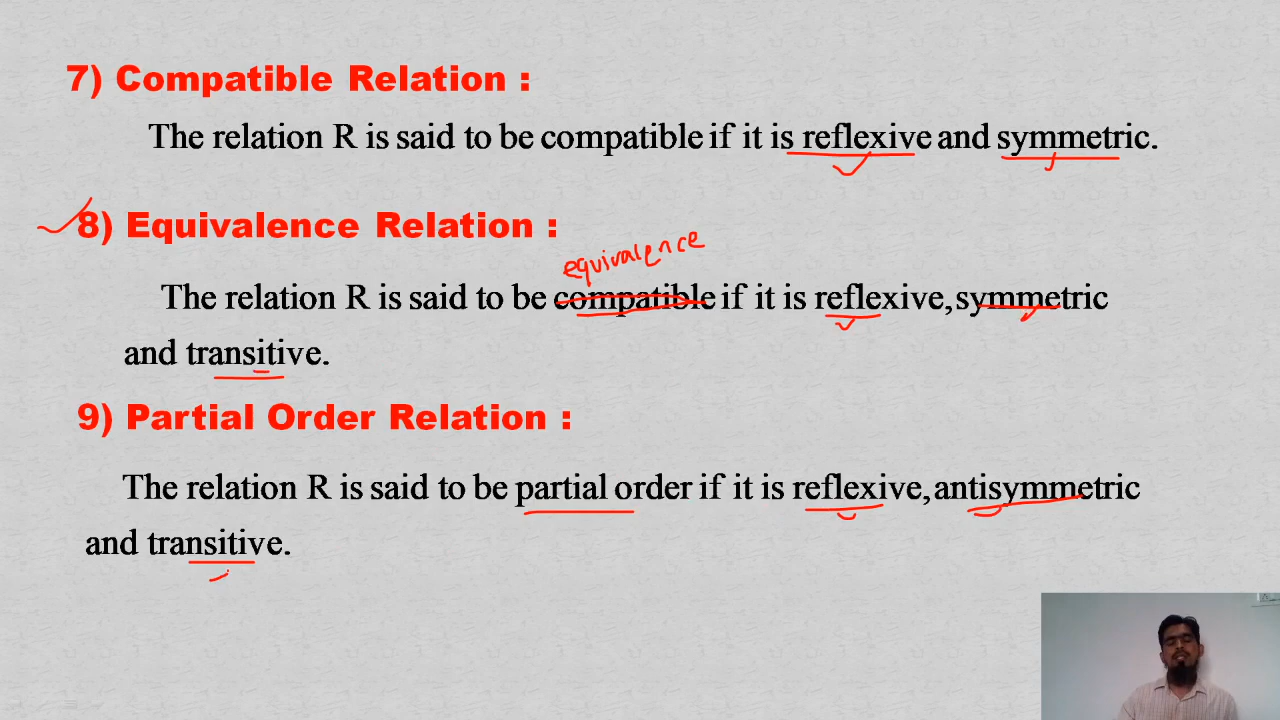 7) Compatible Relation :
The relation R is said to be compatible if it is reflexive and symmetric.
8) Equivalence Relation :
equivalence
The relation R is said to be compatible if it is reflexive, symmetric
and transitive.
9) Partial Order Relation :
The relation R is said to be partial order if it is reflexive, antisymmetric
and transitive.